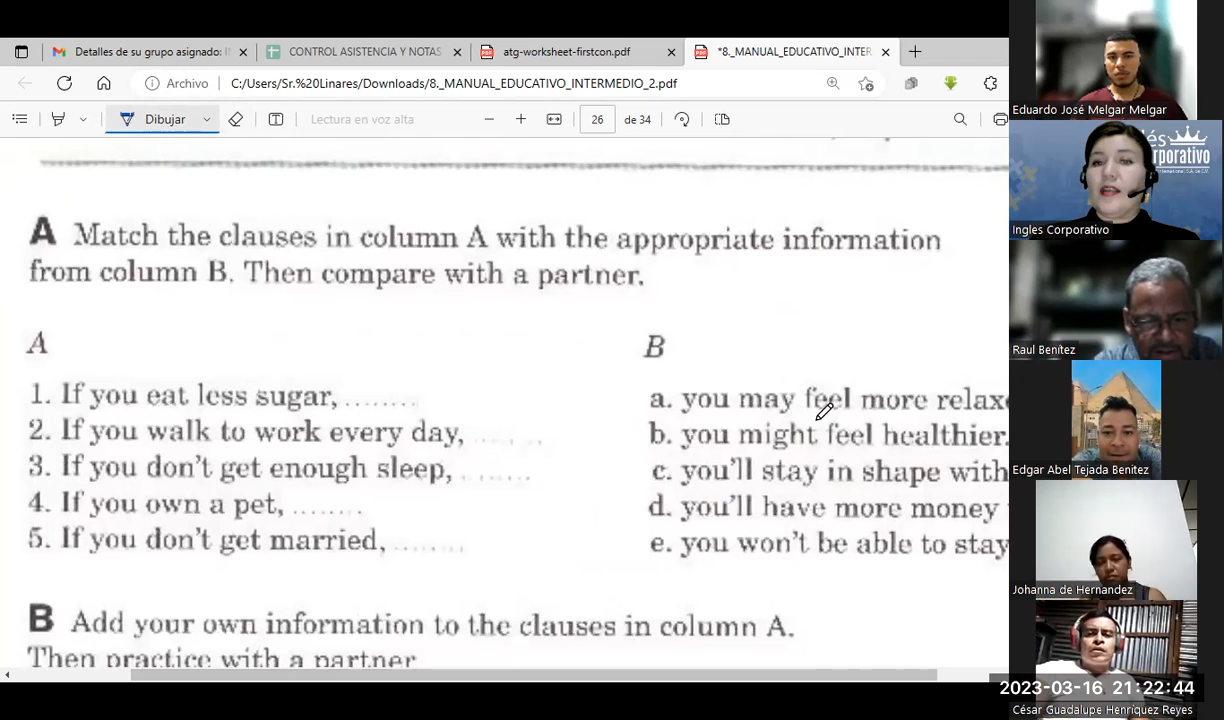 Detalles de su grupo asignado:
CONTROL ASISTENCIA Y NOTAS
atg-worksheet-firstcon.pdf
*8._MANUAL_EDUCATIVO_INTER
Archivo
C:/Users/Sr.%20Linares/Downloads/8._MANUAL_EDUCATIVO_INTERMEDIO_2.pdf
Dibujar
Lectura en voz alta
26 de 34
A Match the clauses in column A with the appropriate information
from column B. Then compare with a partner.
A
1. If you eat less sugar, ........
2. If you walk to work every day, ........
3. If you don't get enough sleep, ........
4. If you own a pet, ........
5. If you don't get married, ........
B
a. you may feel more relaxe
b. you might feel healthier.
c. you'll stay in shape with
d. you'll have more money
e. you won't be able to stay
B Add your own information to the clauses in column A.
Then practice with a partner
Eduardo José Melgar Melgar
lés
rporativo
Ingles Corporativo
Raul Benítez
Edgar Abel Tejada Benitez
Johanna de Hernandez
2023-03-16 21:22:44
César Guadalupe Henríquez Reyes